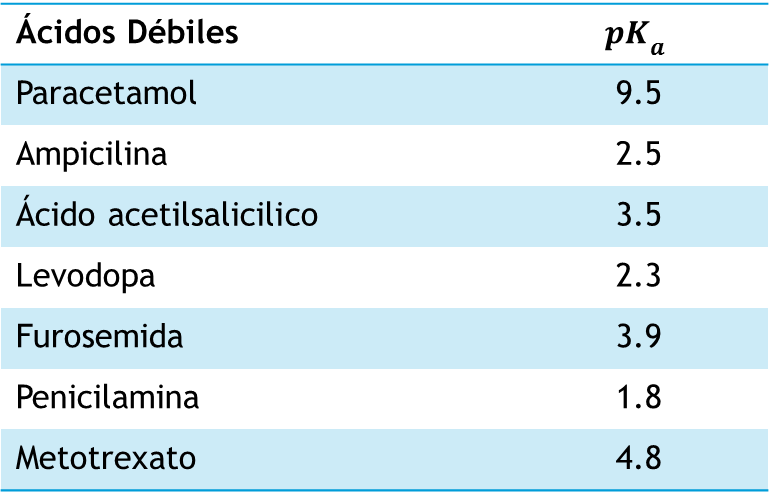 Ácidos Débiles pKa
Paracetamol 9.5
Ampicilina 2.5
Ácido acetilsalicilico 3.5
Levodopa 2.3
Furosemida 3.9
Penicilamina 1.8
Metotrexato 4.8